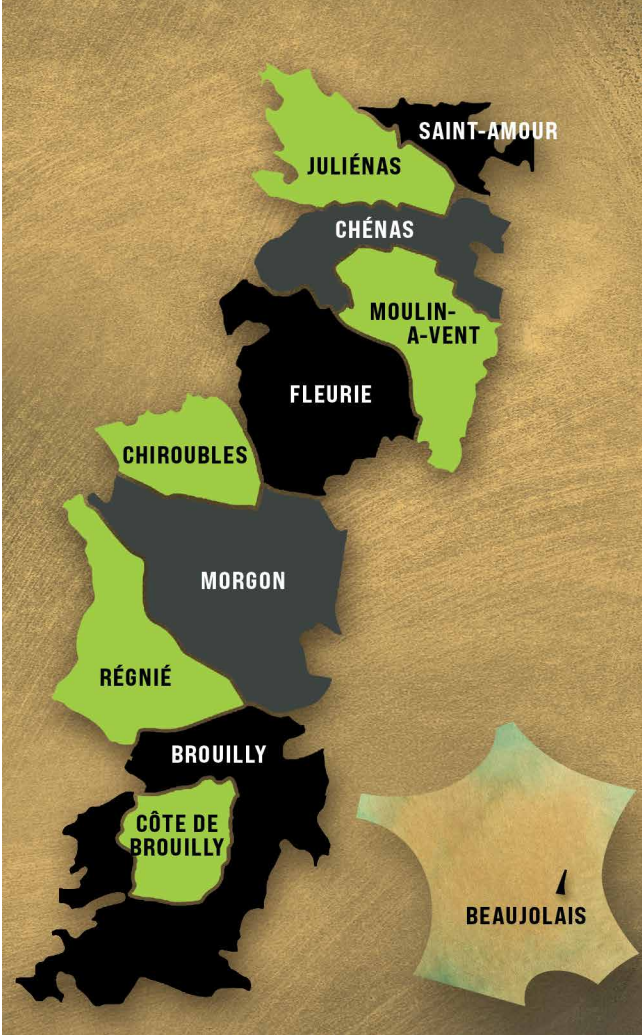 SAINT-AMOUR
JULIÉNAS
CHÉNAS
MOULIN-
A-VENT
FLEURIE
CHIROUBLES
MORGON
RÉGNIÉ
BROUILLY
CÔTE DE
BROUILLY
BEAUJOLAIS